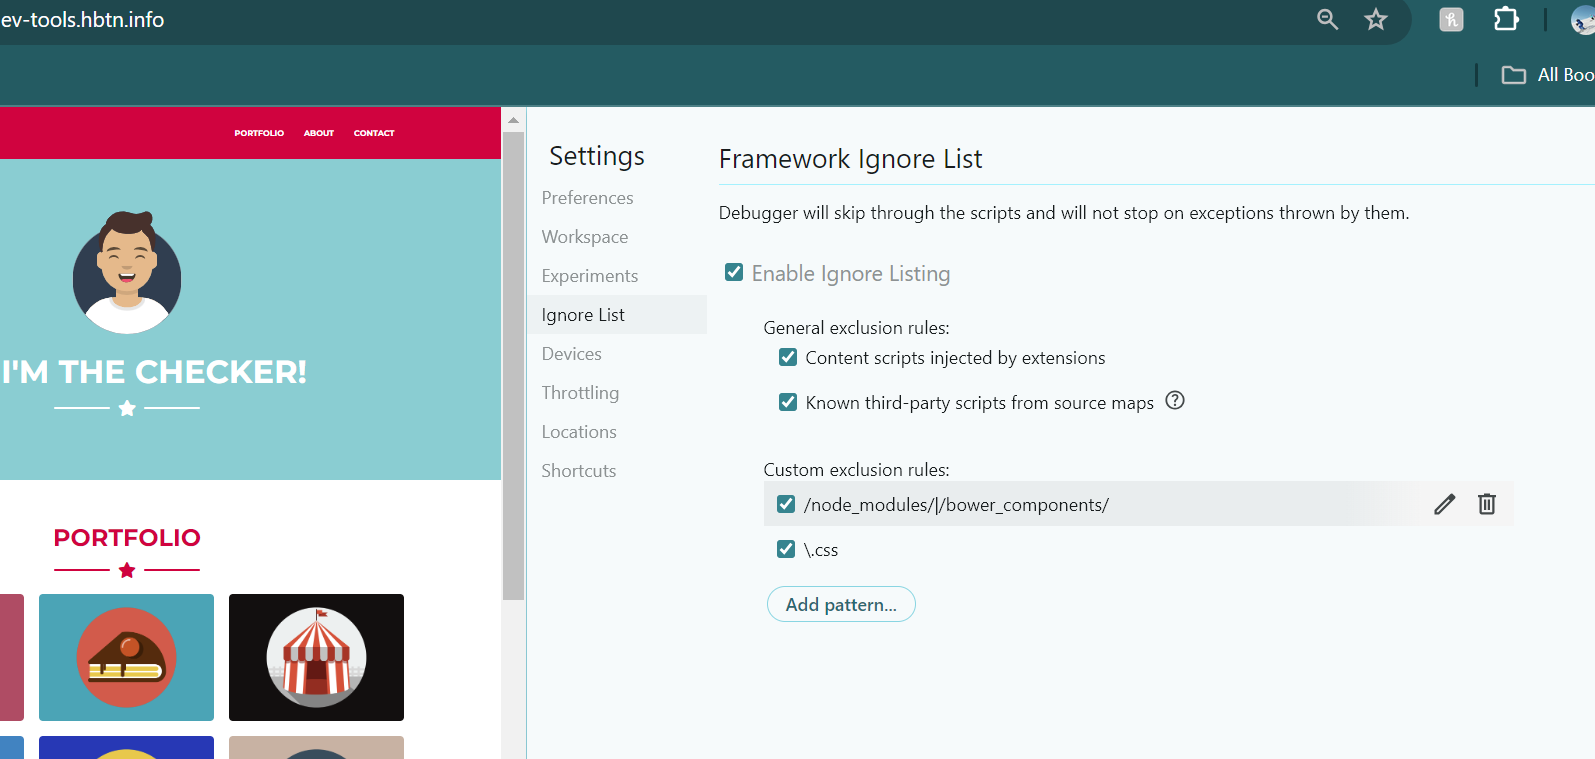 ev-tools.hbtn.info
All Boo
PORTFOLIO ABOUT CONTACT
I'M THE CHECKER!
PORTFOLIO
Settings
Preferences
Workspace
Experiments
Ignore List
Devices
Throttling
Locations
Shortcuts
Framework Ignore List
Debugger will skip through the scripts and will not stop on exceptions thrown by them.
Enable Ignore Listing
General exclusion rules:
Content scripts injected by extensions
Known third-party scripts from source maps
Custom exclusion rules:
/node_modules/|/bower_components/
\.css
Add pattern...